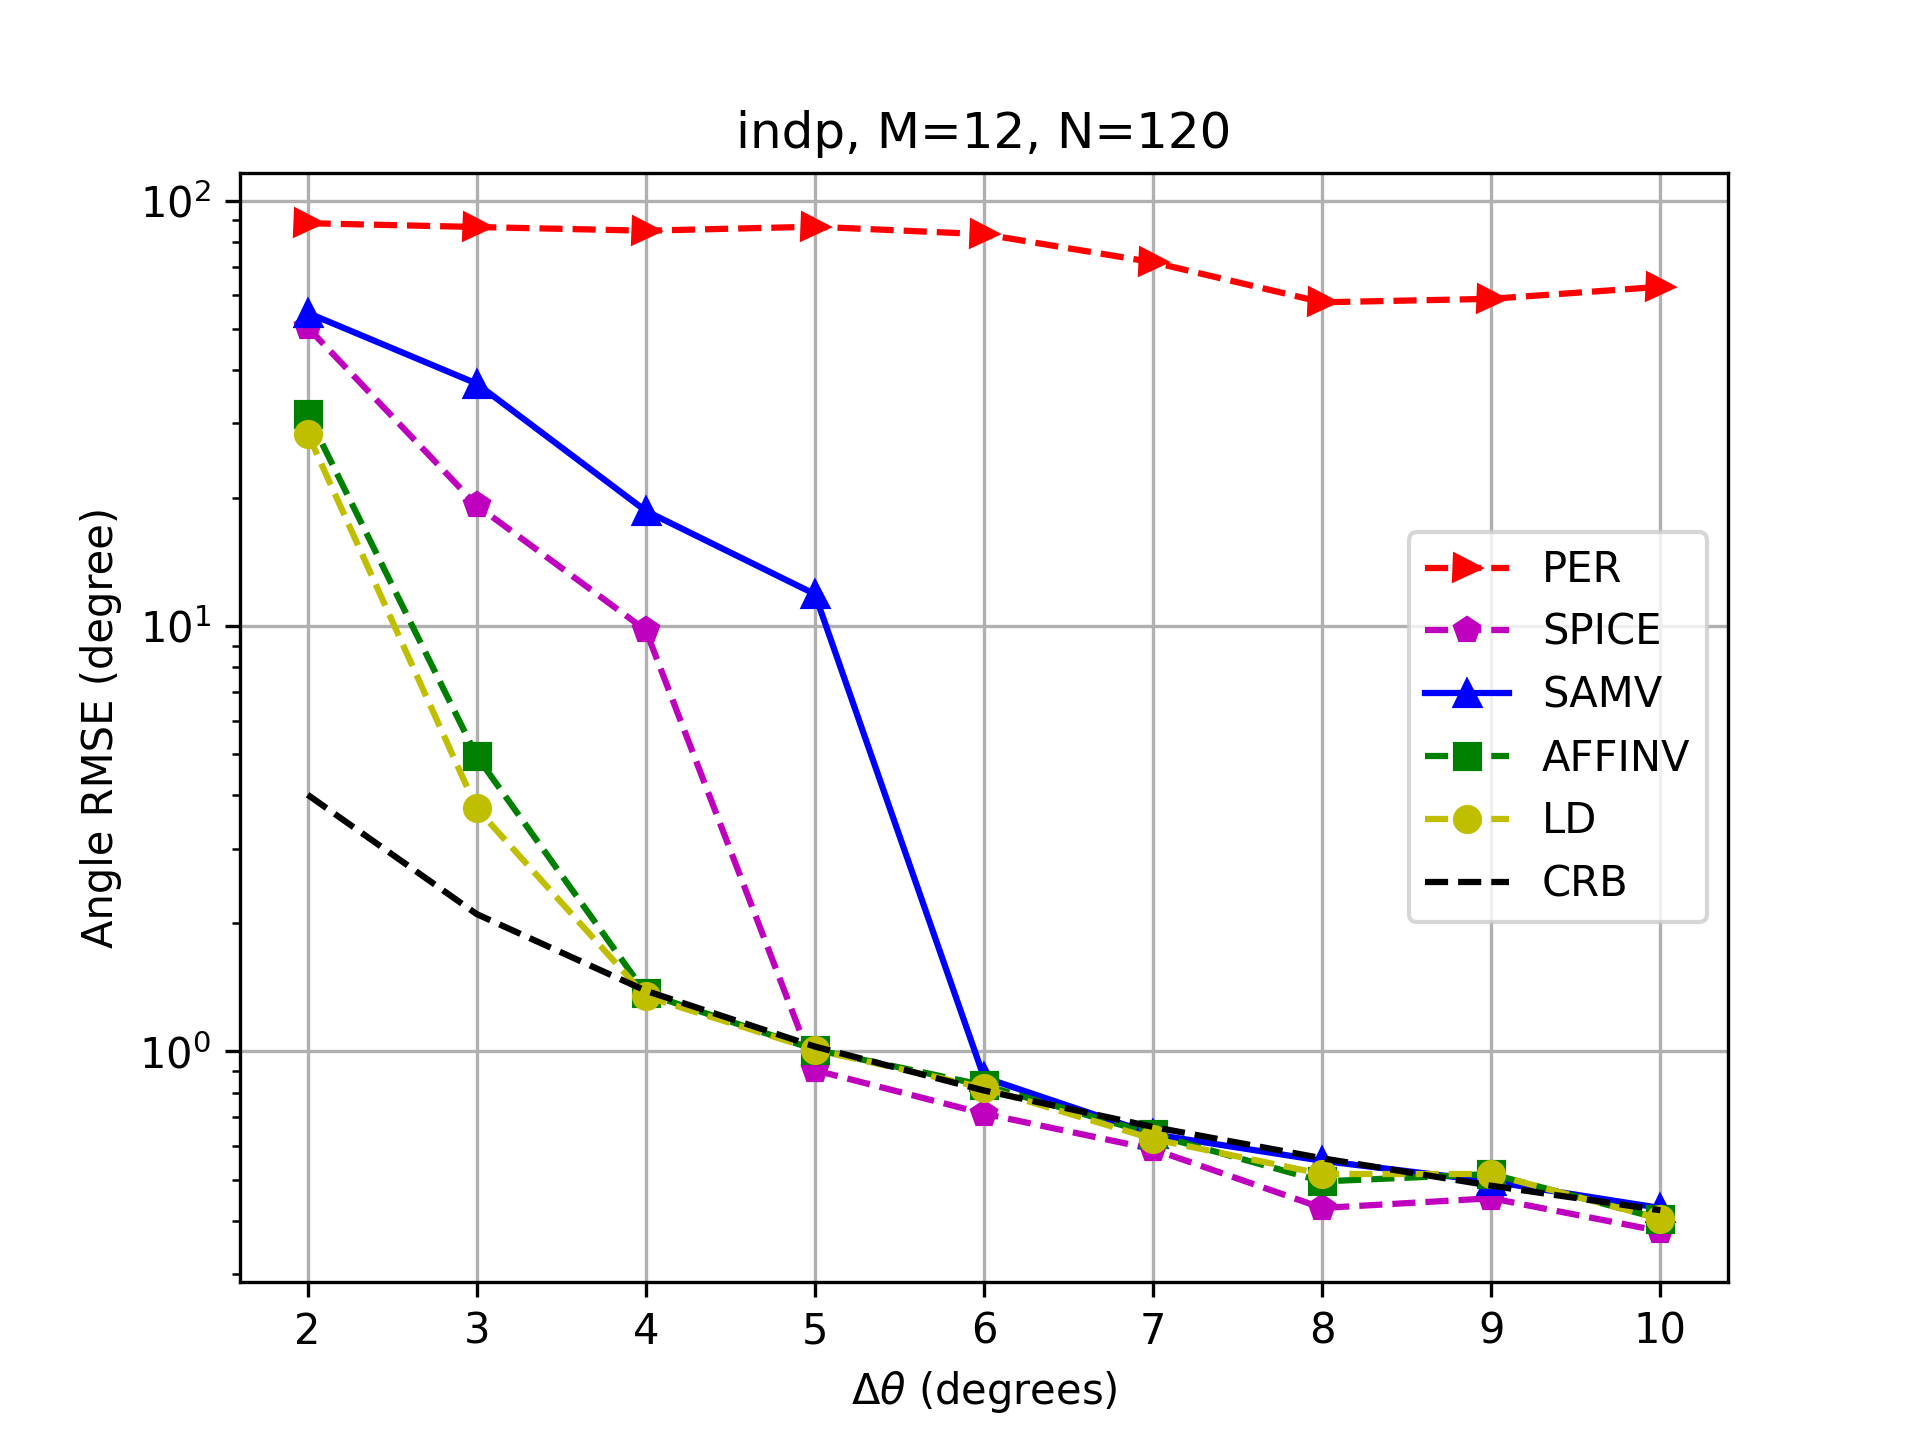 indp, M=12, N=120
Angle RMSE (degree)
10²
10¹
10⁰
PER
SPICE
SAMV
AFFINV
LD
CRB
2 3 4 5 6 7 8 9 10
Δθ (degrees)